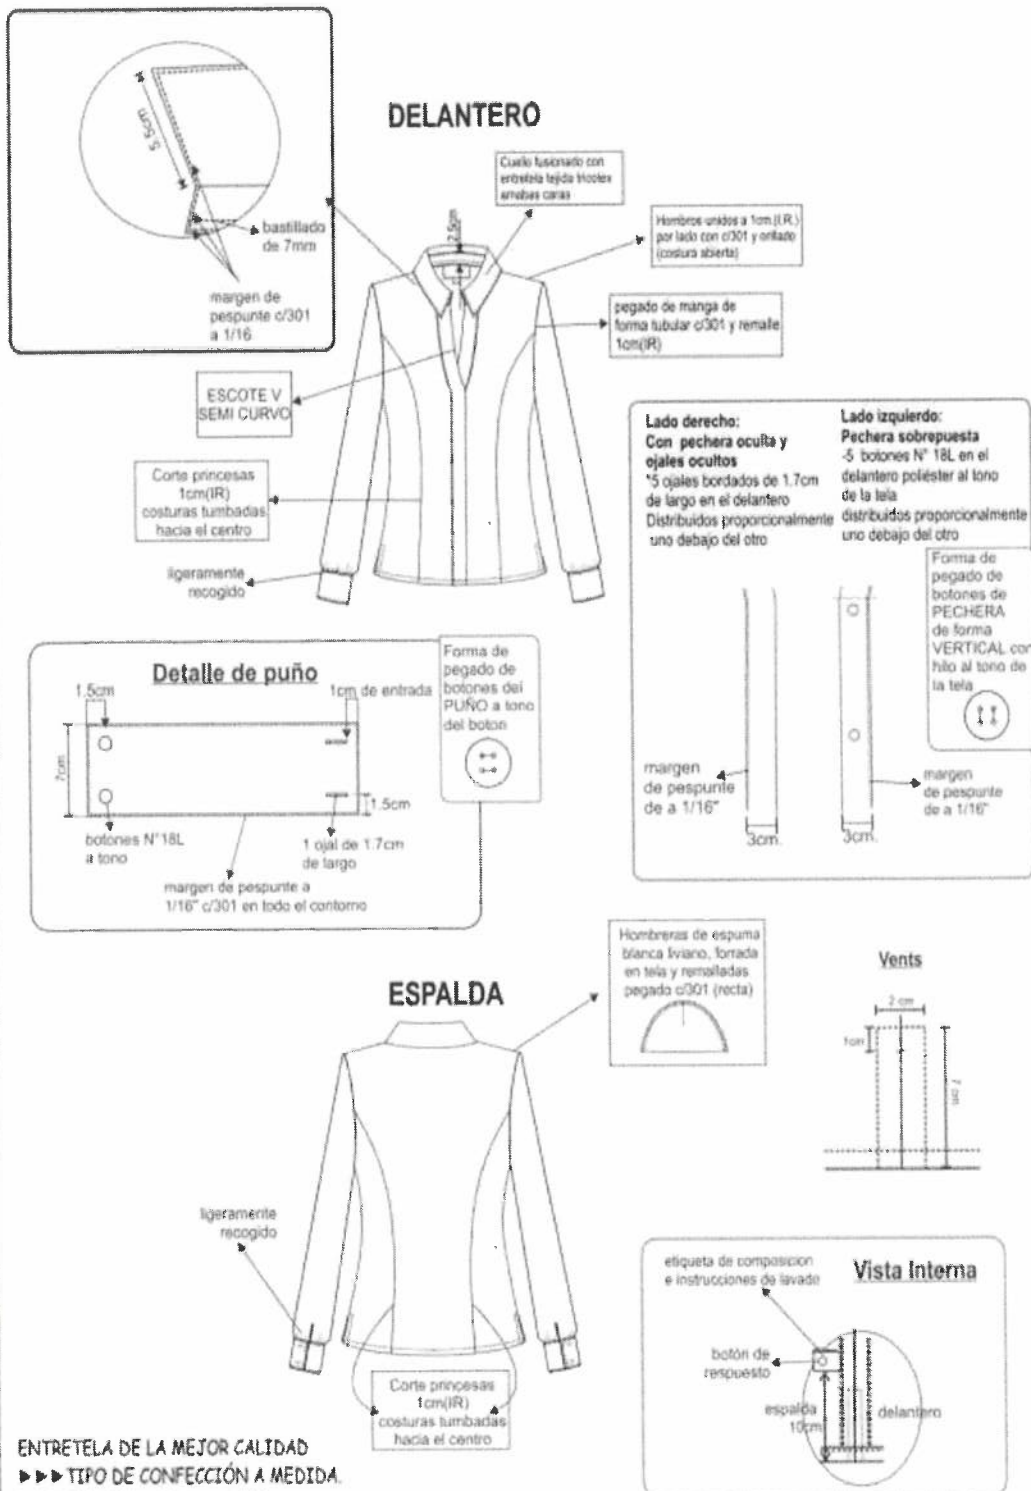 DELANTERO
5.5cm
bastillado
de 7mm
margen de
pespunte c/301
a 1/16
2.5cm
Cuello fusionado con
entretela tejida tricotex
ambas caras
Hombros unidos a 1cm.(I.R.)
por lado con c/301 y orillado
(costura abierta)
pegado de manga de
forma tubular c/301 y remalle
1cm(IR)
ESCOTE V
SEMI CURVO
Corte princesas
1cm(IR)
costuras tumbadas
hacia el centro
ligeramente
recogido
Lado derecho:
Con pechera oculta y
ojales ocultos
*5 ojales bordados de 1.7cm
de largo en el delantero
Distribuidos proporcionalmente
uno debajo del otro
Lado izquierdo:
Pechera sobrepuesta
-5 botones N° 18L en el
delantero poliéster al tono
de la tela
distribuidos proporcionalmente
uno debajo del otro
Forma de
pegado de
botones de
PECHERA
de forma
VERTICAL con
hilo al tono de
la tela
margen
de pespunte
de a 1/16"
3cm.
3cm.
margen
de pespunte
de a 1/16"
Detalle de puño
1.5cm
1cm de entrada
7cm
1.5cm
botones N°18L
a tono
1 ojal de 1.7cm
de largo
margen de pespunte a
1/16" c/301 en todo el contorno
Forma de
pegado de
botones del
PUÑO a tono
del boton
ESPALDA
Hombreras de espuma
blanca liviano, forrada
en tela y remalladas
pegado c/301 (recta)
Vents
2 cm
1cm
7 cm
ligeramente
recogido
Corte princesas
1cm(IR)
costuras tumbadas
hacia el centro
Vista Interna
etiqueta de composicion
e instrucciones de lavado
botón de
respuesto
espalda
10cm
delantero
ENTRETELA DE LA MEJOR CALIDAD
TIPO DE CONFECCIÓN A MEDIDA.